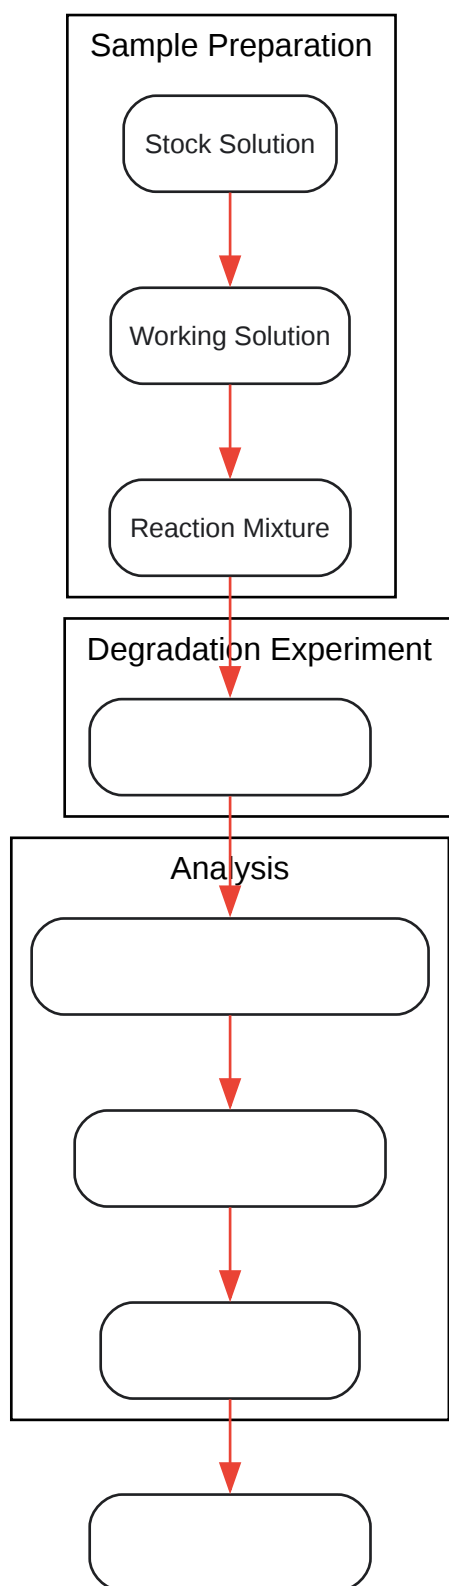 Sample Preparation
Stock Solution
Working Solution
Reaction Mixture
Degradation Experiment
Analysis